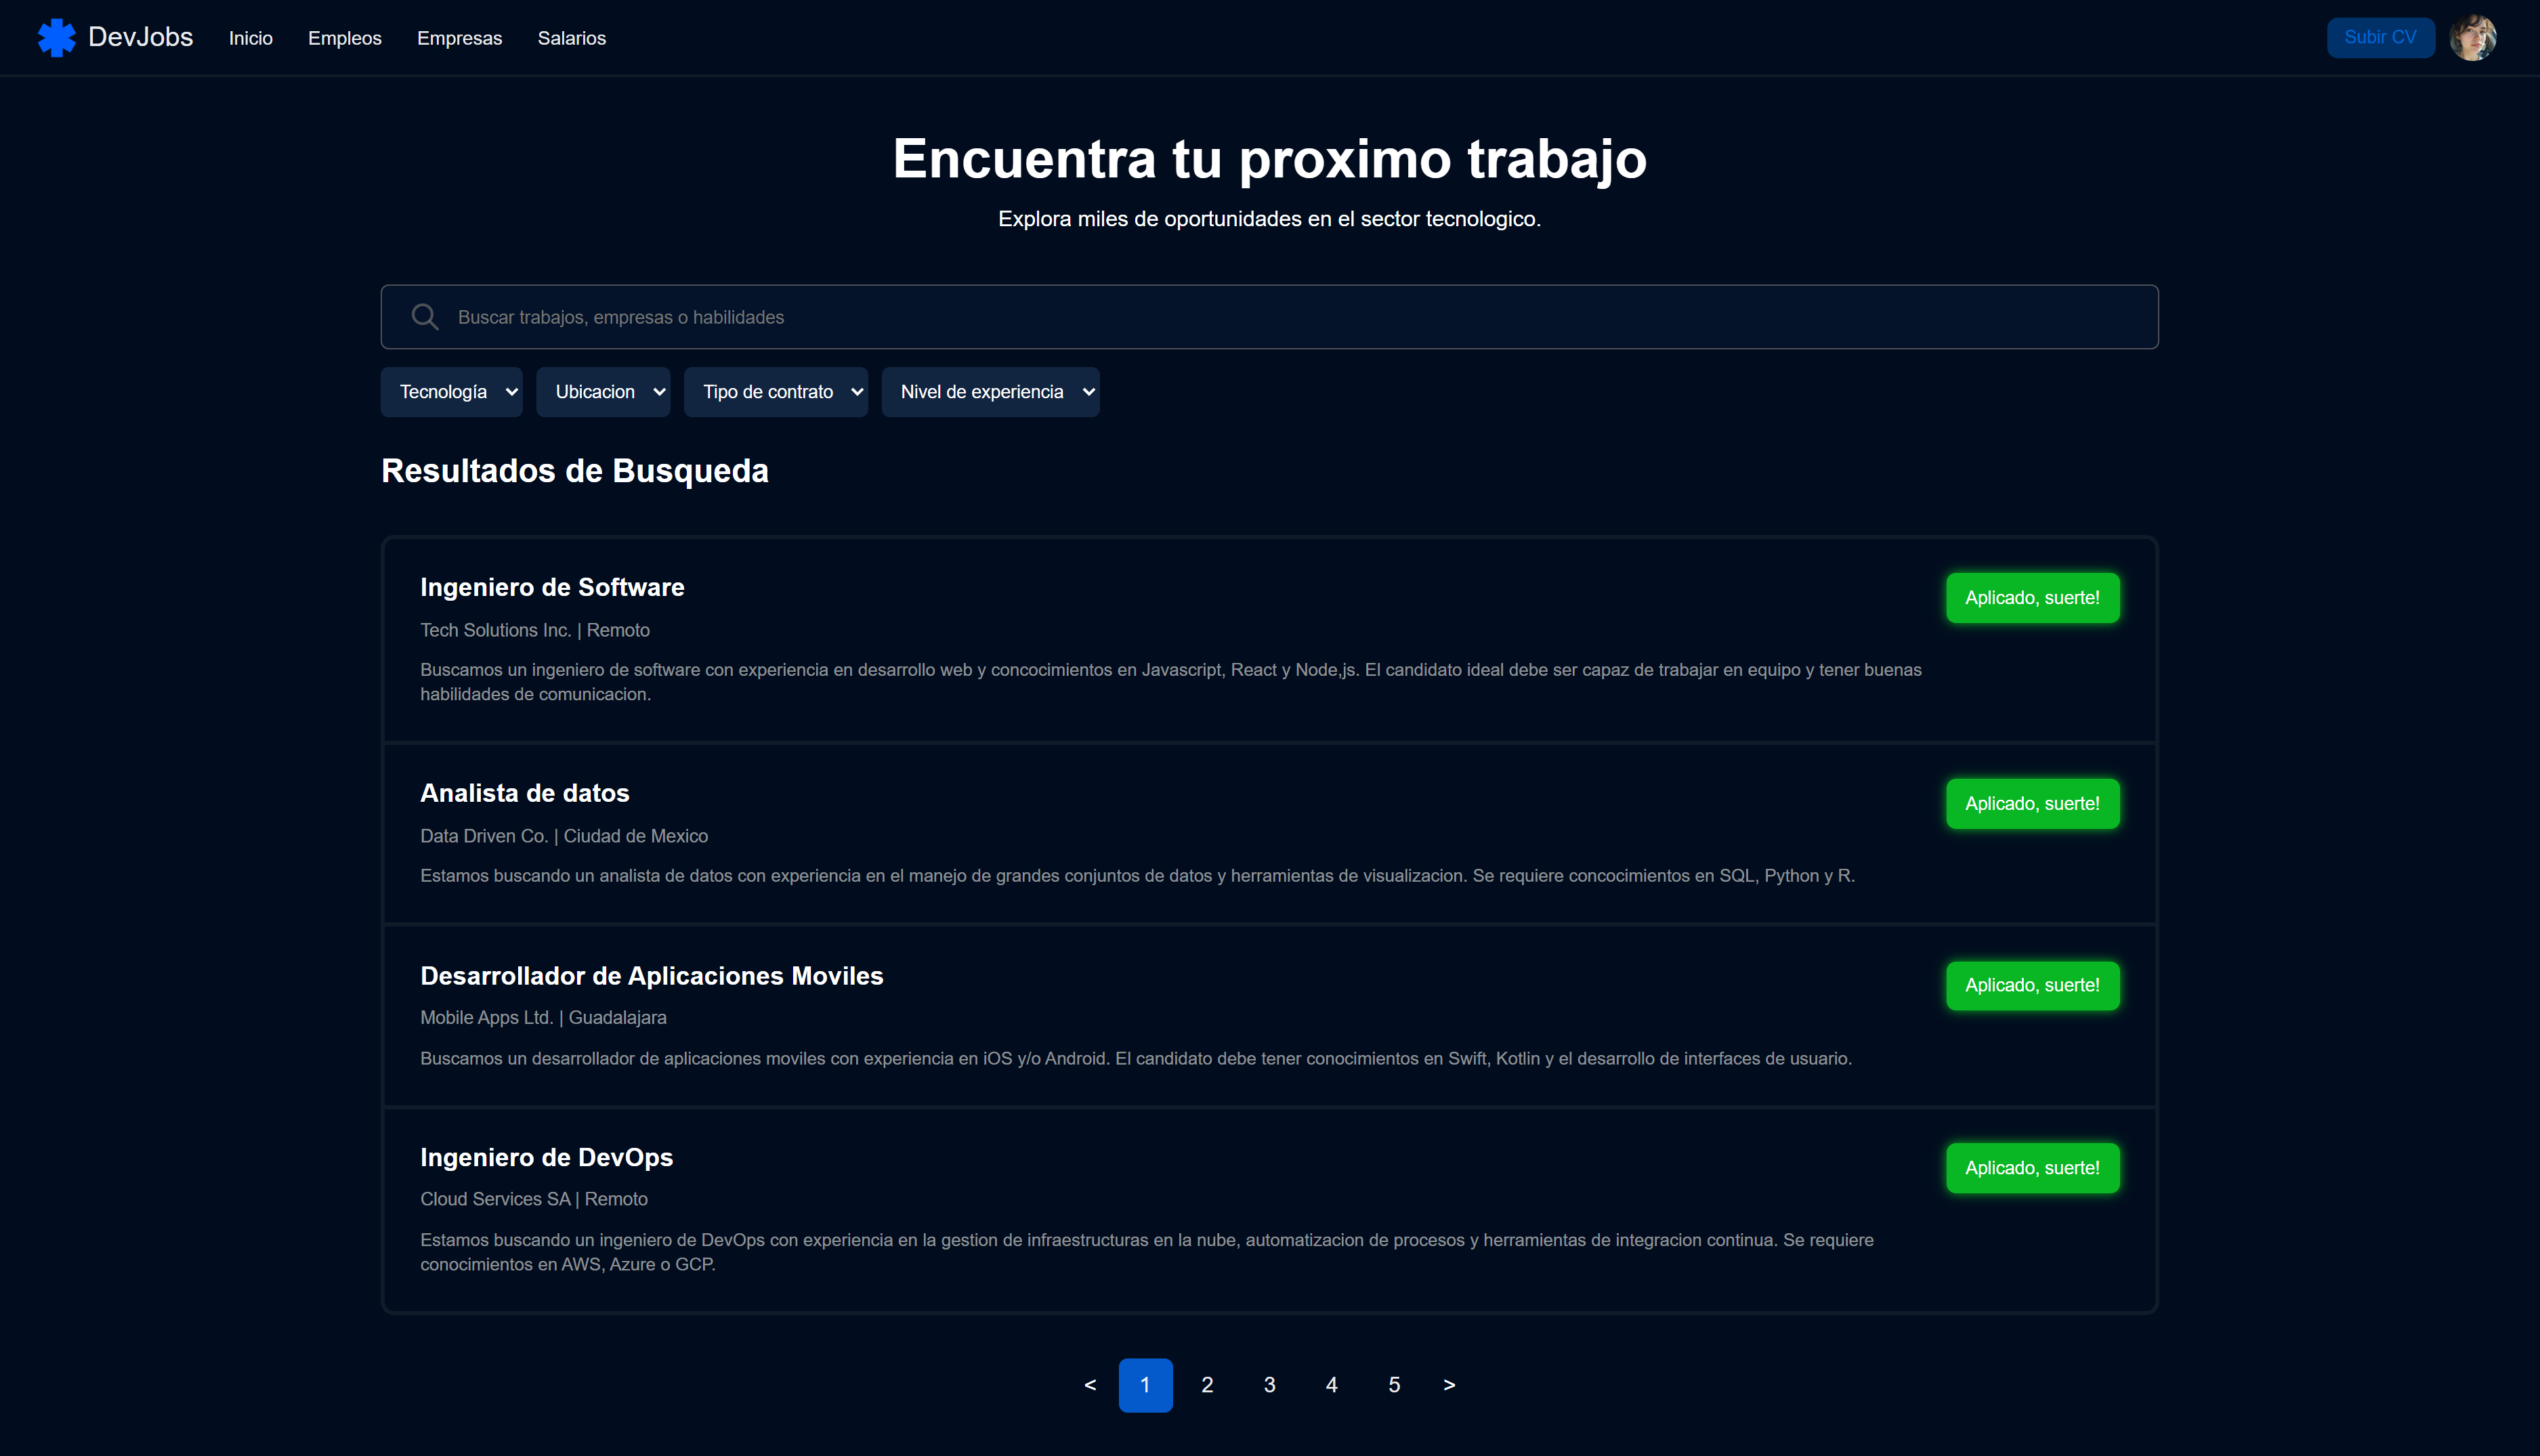 DevJobs Inicio Empleos Empresas Salarios Subir CV
Encuentra tu proximo trabajo
Explora miles de oportunidades en el sector tecnologico.
Buscar trabajos, empresas o habilidades
Tecnología Ubicacion Tipo de contrato Nivel de experiencia
Resultados de Busqueda
Ingeniero de Software
Aplicado, suerte!
Tech Solutions Inc. | Remoto
Buscamos un ingeniero de software con experiencia en desarrollo web y concocimientos en Javascript, React y Node,js. El candidato ideal debe ser capaz de trabajar en equipo y tener buenas
habilidades de comunicacion.
Analista de datos
Aplicado, suerte!
Data Driven Co. | Ciudad de Mexico
Estamos buscando un analista de datos con experiencia en el manejo de grandes conjuntos de datos y herramientas de visualizacion. Se requiere concocimientos en SQL, Python y R.
Desarrollador de Aplicaciones Moviles
Aplicado, suerte!
Mobile Apps Ltd. | Guadalajara
Buscamos un desarrollador de aplicaciones moviles con experiencia en iOS y/o Android. El candidato debe tener conocimientos en Swift, Kotlin y el desarrollo de interfaces de usuario.
Ingeniero de DevOps
Aplicado, suerte!
Cloud Services SA | Remoto
Estamos buscando un ingeniero de DevOps con experiencia en la gestion de infraestructuras en la nube, automatizacion de procesos y herramientas de integracion continua. Se requiere
conocimientos en AWS, Azure o GCP.
< 1 2 3 4 5 >